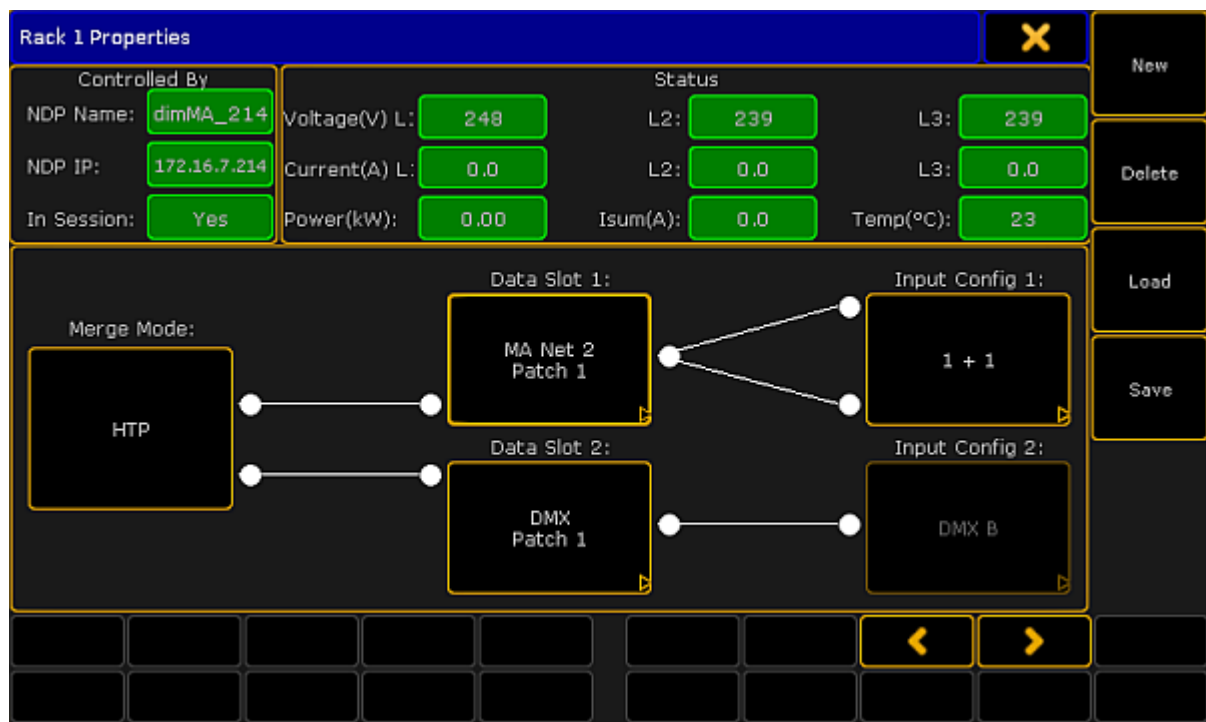 Rack 1 Properties
New
Controlled By
Status
NDP Name: dimMA_214
Voltage(V) L: 248 L2: 239 L3: 239
NDP IP: 172.16.7.214
Current(A) L: 0.0 L2: 0.0 L3: 0.0
Delete
In Session: Yes
Power(kW): 0.00 Isum(A): 0.0 Temp(°C): 23
Data Slot 1:
Input Config 1:
Load
Merge Mode:
MA Net 2
Patch 1
1 + 1
Save
HTP
Data Slot 2:
Input Config 2:
DMX
Patch 1
DMX B